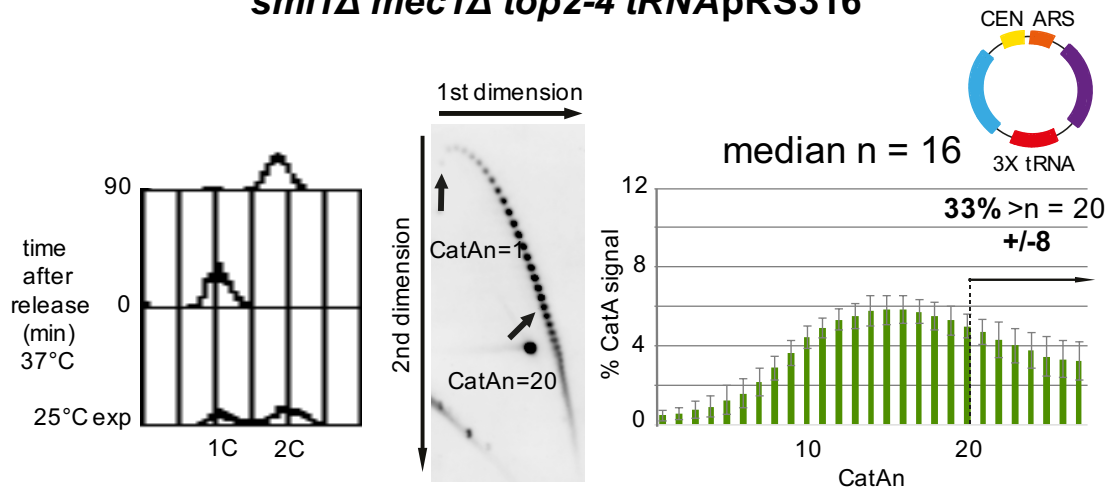 sml1Δ mec1Δ top2-4 tRNApRS316
CEN ARS
3X tRNA
1st dimension
2nd dimension
CatAn=1
CatAn=20
90
time
after
release
(min)
37°C
0
25°C exp
1C 2C
median n = 16
33% >n = 20
+/-8
% CatA signal
12
8
4
0
10 20
CatAn